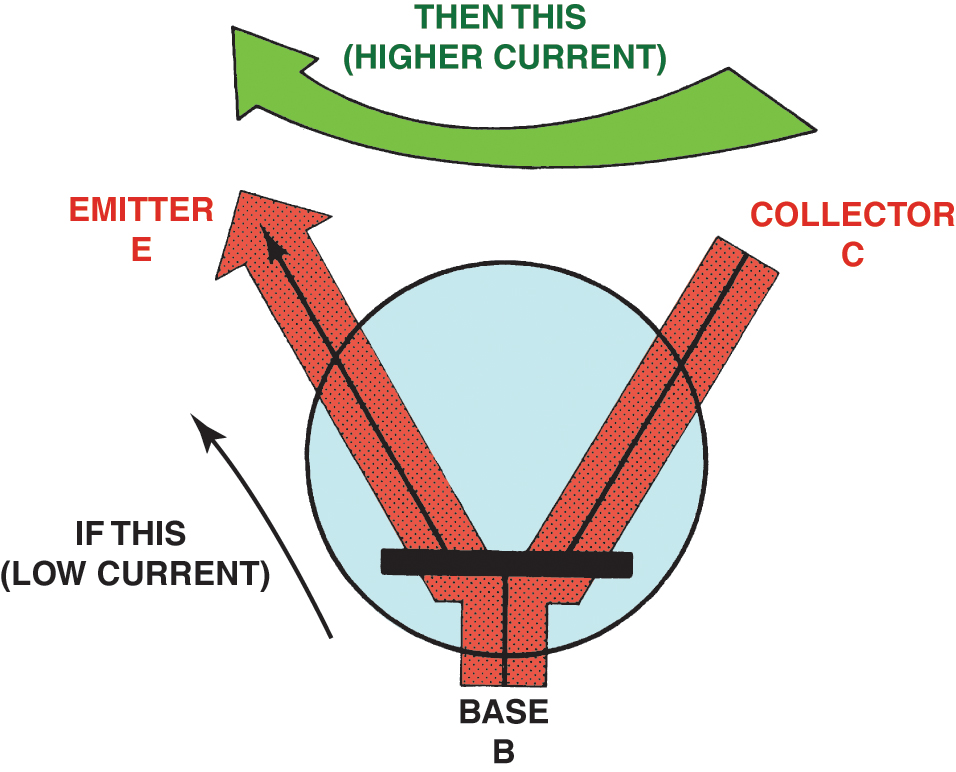 THEN THIS
(HIGHER CURRENT)
EMITTER
E
COLLECTOR
C
IF THIS
(LOW CURRENT)
BASE
B